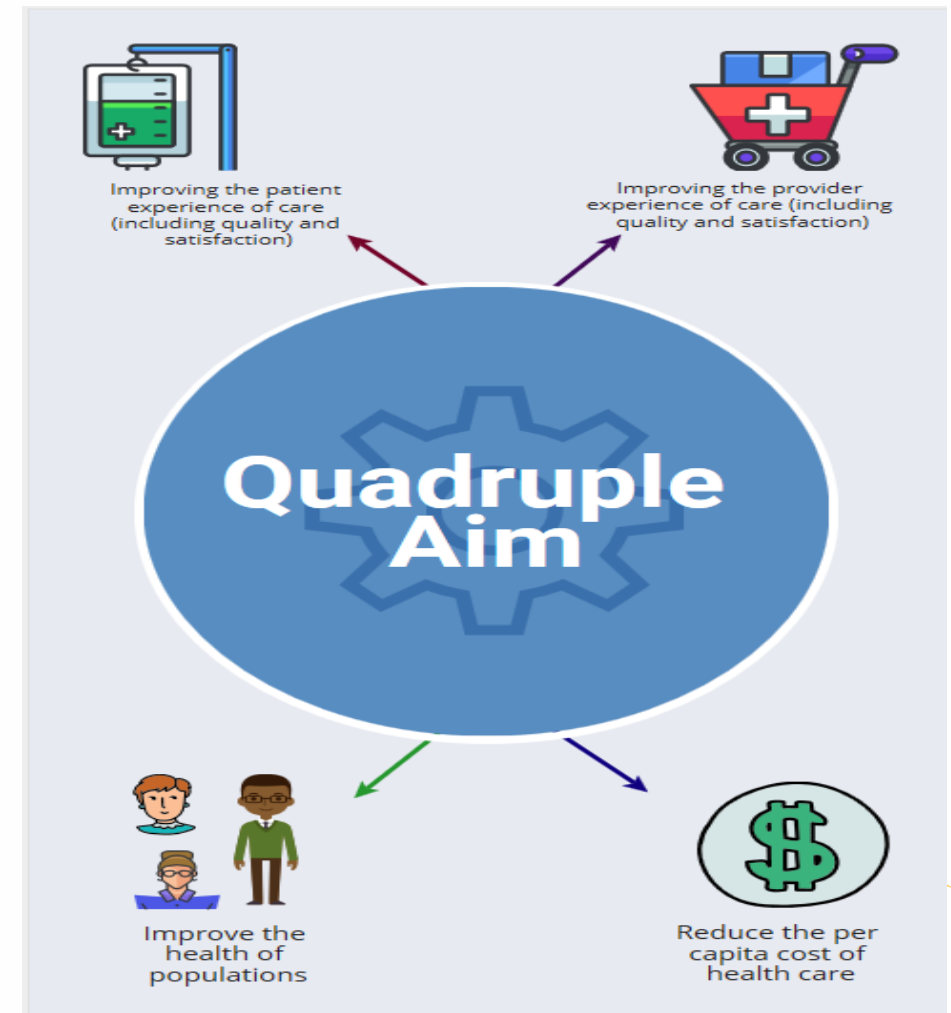 Improving the patient
experience of care
(including quality and
satisfaction)
Improving the provider
experience of care (including
quality and satisfaction)
Quadruple
Aim
Improve the
health of
populations
Reduce the per
capita cost of
health care